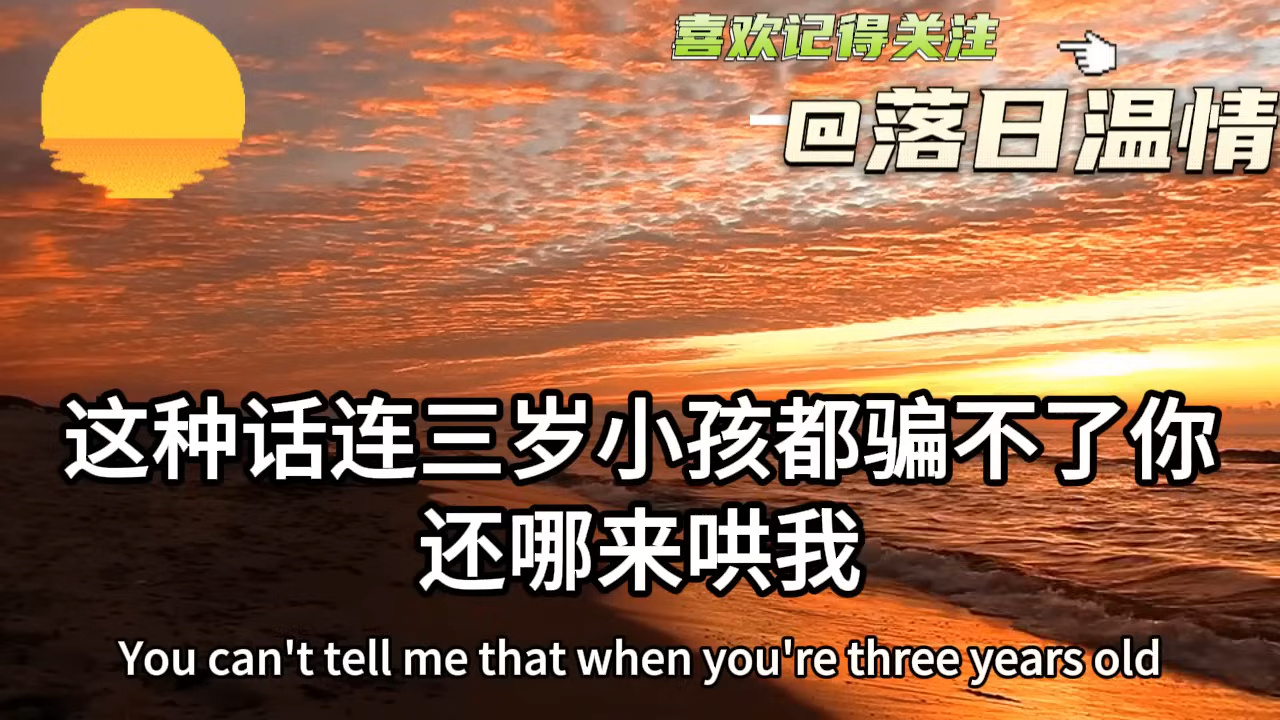 喜欢记得关注
@落日温情
这种话连三岁小孩都骗不了你
还哪来哄我
You can't tell me that when you're three years old